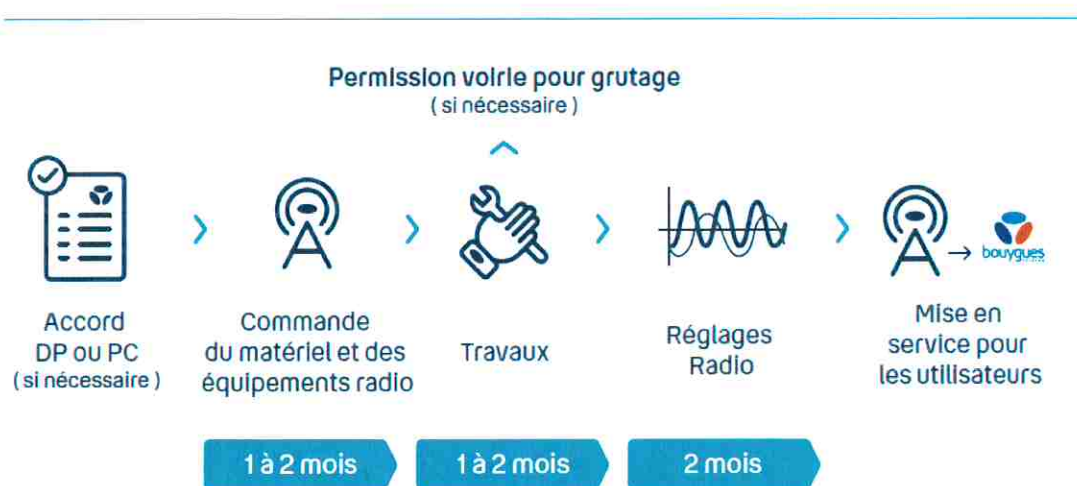 Permission voirie pour grutage
( si nécessaire )
Accord
DP ou PC
( si nécessaire )
Commande
du matériel et des
équipements radio
Travaux
Réglages
Radio
bouygues
Mise en
service pour
les utilisateurs
1 à 2 mois
1 à 2 mois
2 mois